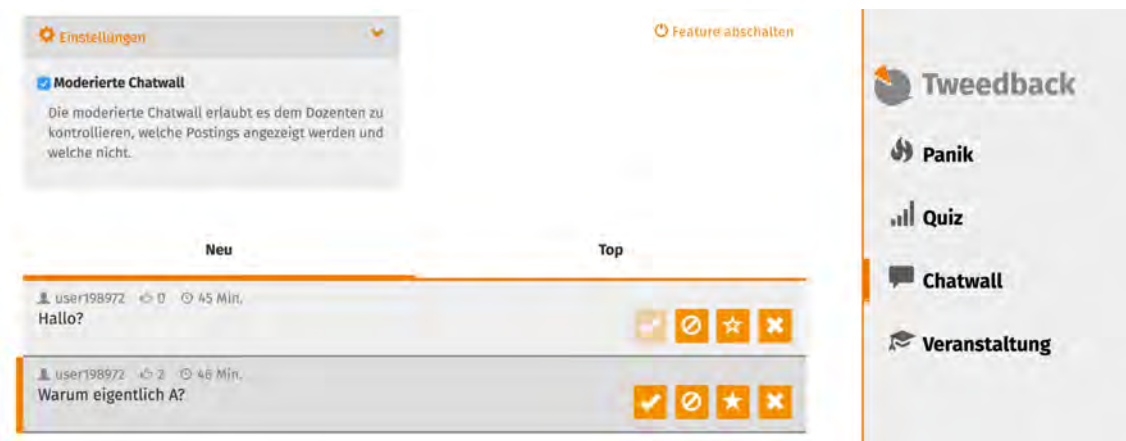 Einstellungen
Feature abschalten
Moderierte Chatwall
Die moderierte Chatwall erlaubt es dem Dozenten zu
kontrollieren, welche Postings angezeigt werden und
welche nicht.
Neu
Top
user198972 0 45 Min.
Hallo?
user198972 2 46 Min.
Warum eigentlich A?
Tweedback
Panik
Quiz
Chatwall
Veranstaltung